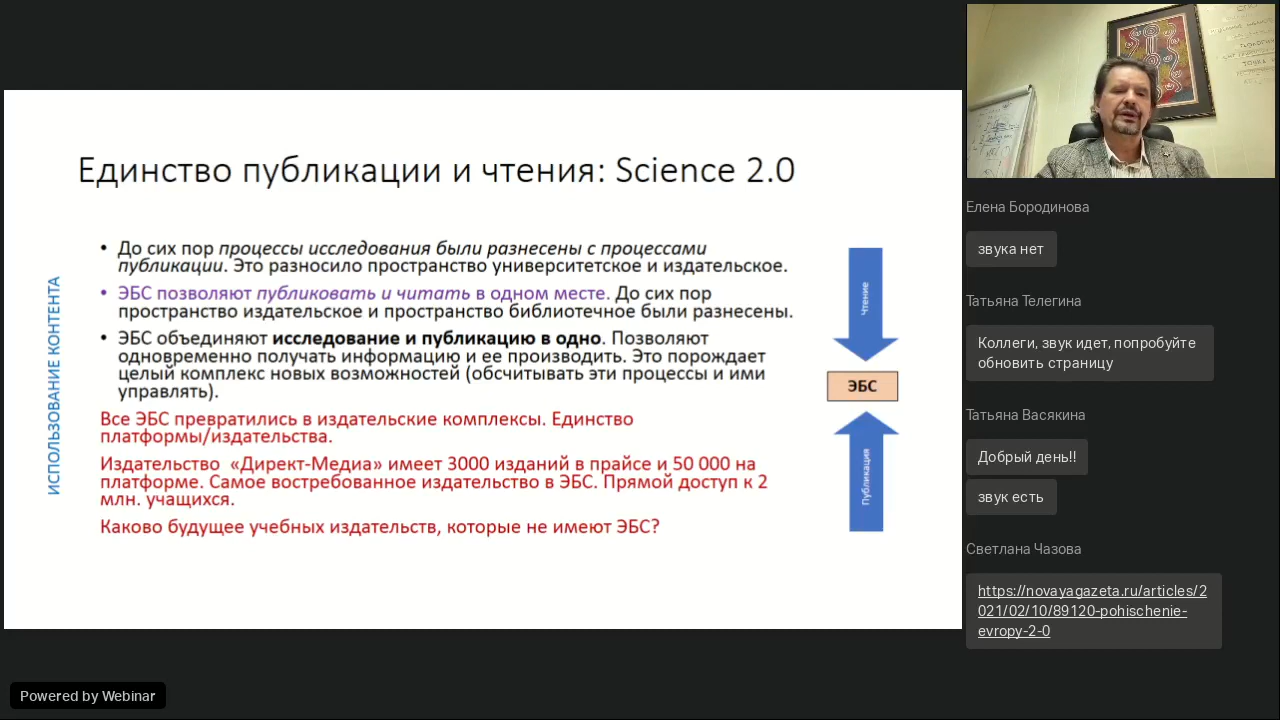 Единство публикации и чтения: Science 2.0
ИСПОЛЬЗОВАНИЕ КОНТЕНТА
• До сих пор процессы исследования были разнесены с процессами
публикации. Это разносило пространство университетское и издательское.
• ЭБС позволяют публиковать и читать в одном месте. До сих пор
пространство издательское и пространство библиотечное были разнесены.
• ЭБС объединяют исследование и публикацию в одно. Позволяют
одновременно получать информацию и ее производить. Это порождает
целый комплекс новых возможностей (обсчитывать эти процессы и ими
управлять).
Все ЭБС превратились в издательские комплексы. Единство
платформы/издательства.
Издательство «Директ-Медиа» имеет 3000 изданий в прайсе и 50 000 на
платформе. Самое востребованное издательство в ЭБС. Прямой доступ к 2
млн. учащихся.
Каково будущее учебных издательств, которые не имеют ЭБС?
Чтение
ЭБС
Публикация
Елена Бородинова
звука нет
Татьяна Телегина
Коллеги, звук идет, попробуйте
обновить страницу
Татьяна Васякина
Добрый день!!
звук есть
Светлана Чазова
https://novayagazeta.ru/articles/2
021/02/10/89120-pohischenie-
evropy-2-0
Powered by Webinar